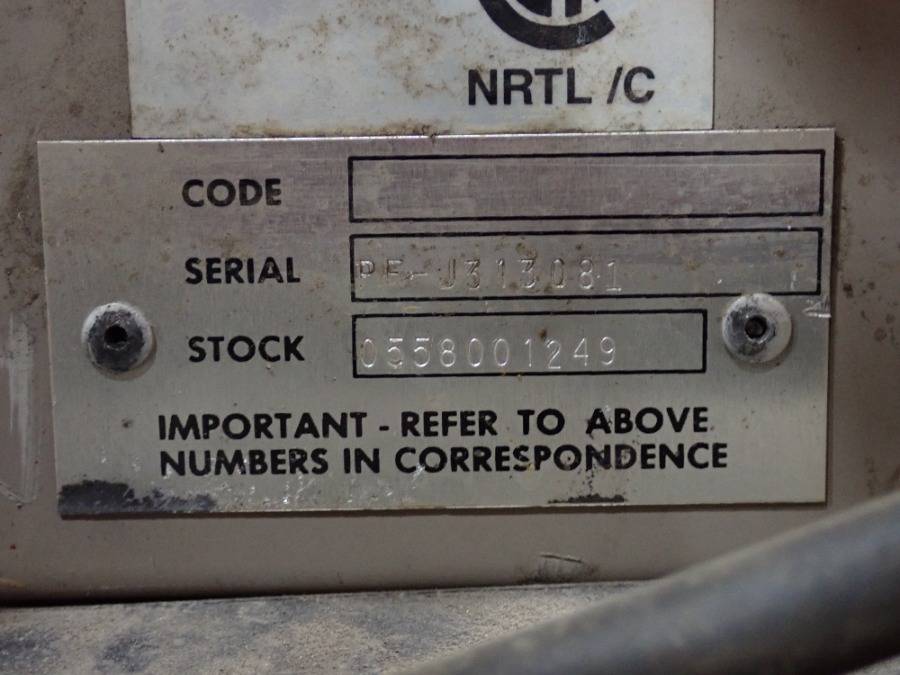 NRTL /C
CODE
SERIAL PE-J313081
STOCK 0558001249
IMPORTANT - REFER TO ABOVE
NUMBERS IN CORRESPONDENCE